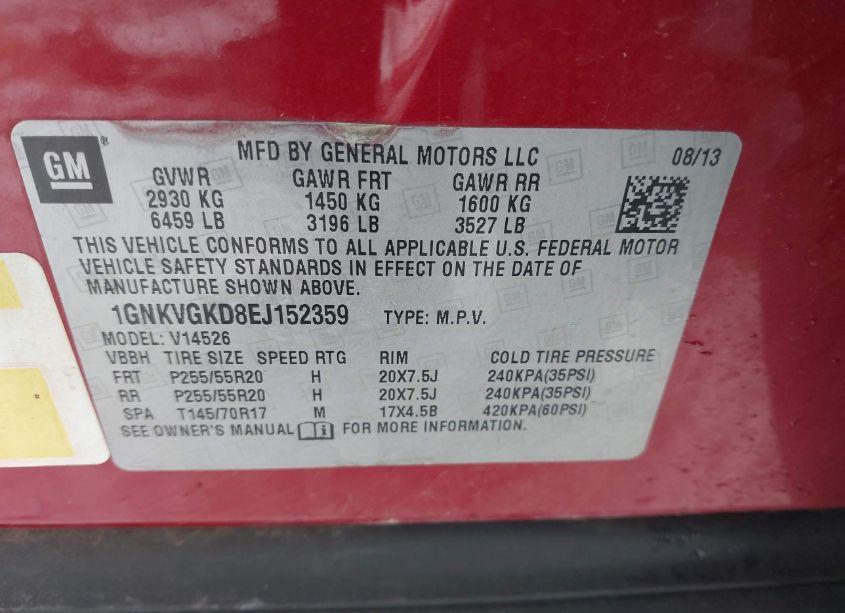 GM®
MFD BY GENERAL MOTORS LLC 08/13
GVWR GAWR FRT GAWR RR
2930 KG 1450 KG 1600 KG
6459 LB 3196 LB 3527 LB
THIS VEHICLE CONFORMS TO ALL APPLICABLE U.S. FEDERAL MOTOR
VEHICLE SAFETY STANDARDS IN EFFECT ON THE DATE OF
MANUFACTURE SHOWN ABOVE.
1GNKVGKD8EJ152359 TYPE: M.P.V.
MODEL: V14526
VBBH TIRE SIZE SPEED RTG RIM COLD TIRE PRESSURE
FRT P255/55R20 H 20X7.5J 240KPA(35PSI)
RR P255/55R20 H 20X7.5J 240KPA(35PSI)
SPA T145/70R17 M 17X4.5B 420KPA(60PSI)
SEE OWNER'S MANUAL i FOR MORE INFORMATION.